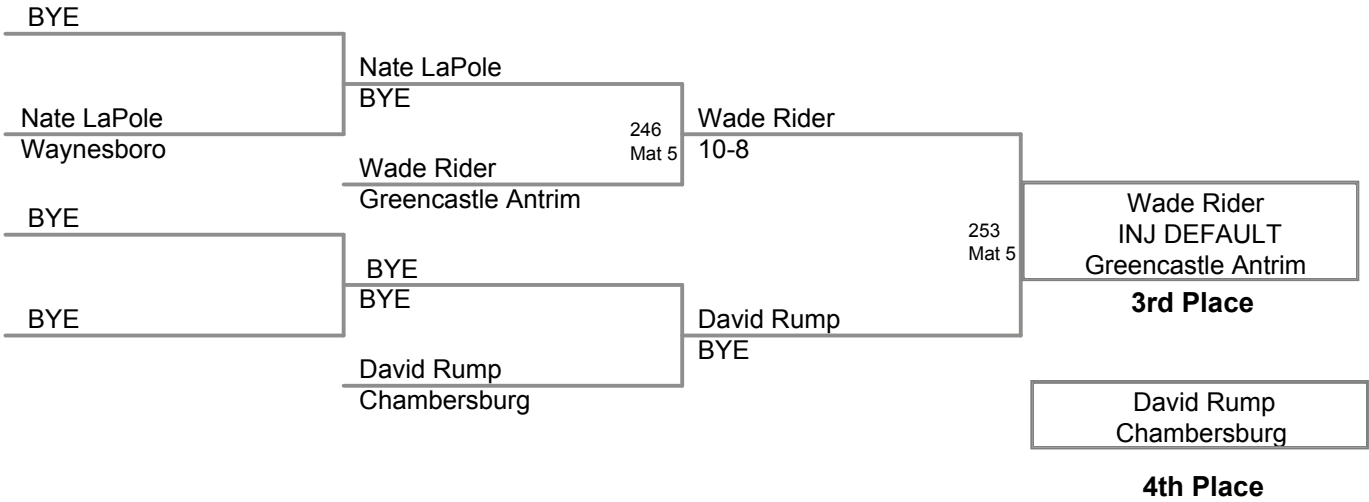 BYE
Nate LaPole
BYE
Nate LaPole
Waynesboro
246
Mat 5
Wade Rider
10-8
Wade Rider
Greencastle Antrim
BYE
253
Mat 5
Wade Rider
INJ DEFAULT
Greencastle Antrim
3rd Place
BYE
BYE
BYE
David Rump
BYE
David Rump
Chambersburg
David Rump
Chambersburg
4th Place